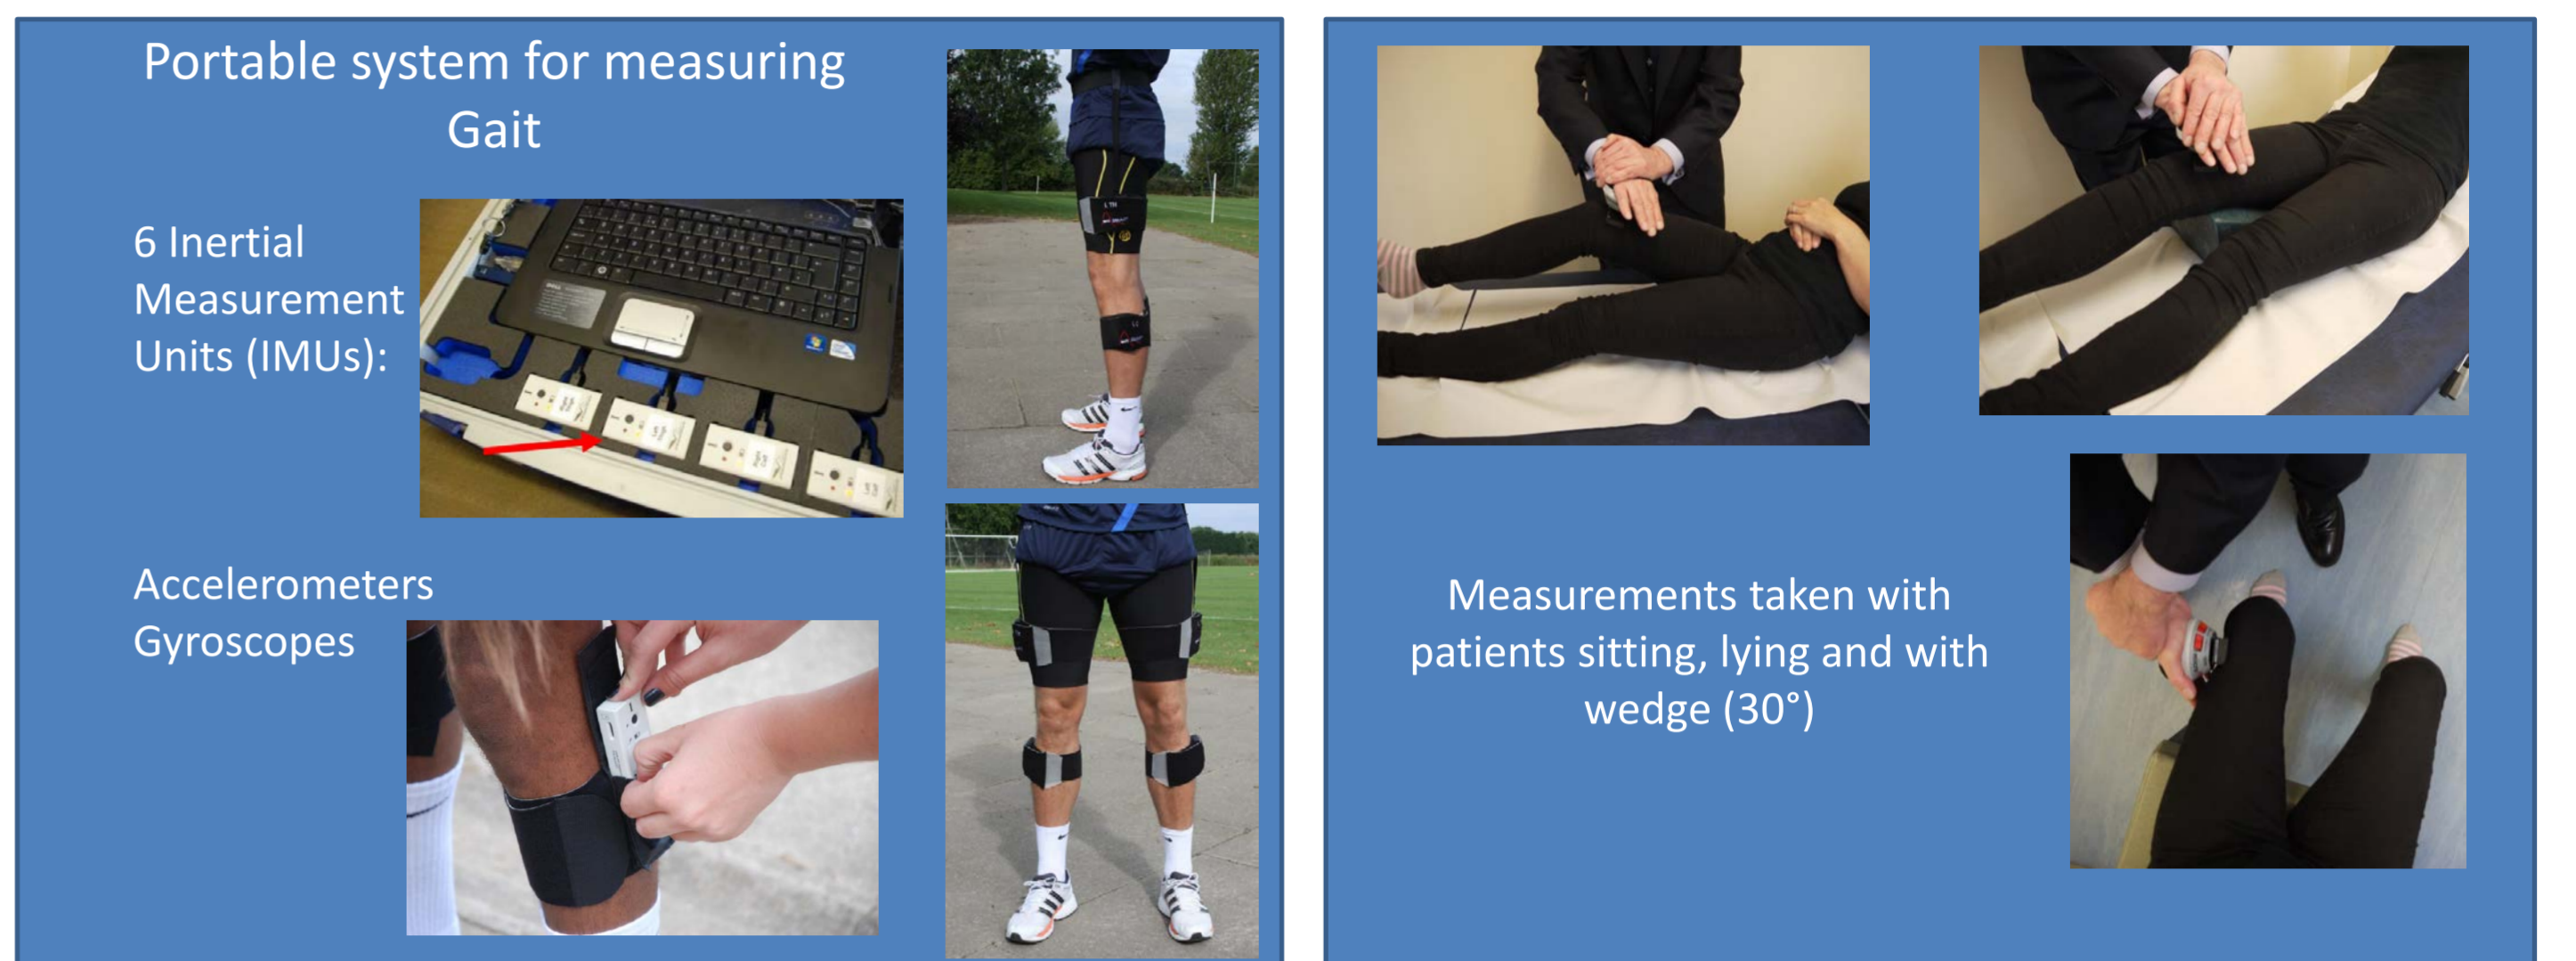 Portable system for measuring
Gait
6 Inertial
Measurement
Units (IMUs):
Accelerometers
Gyroscopes
Measurements taken with
patients sitting, lying and with
wedge (30°)